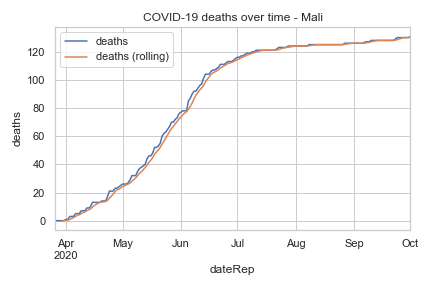 COVID-19 deaths over time - Mali
deaths
deaths (rolling)
deaths
120
100
80
60
40
20
0
Apr May Jun Jul Aug Sep Oct
2020
dateRep